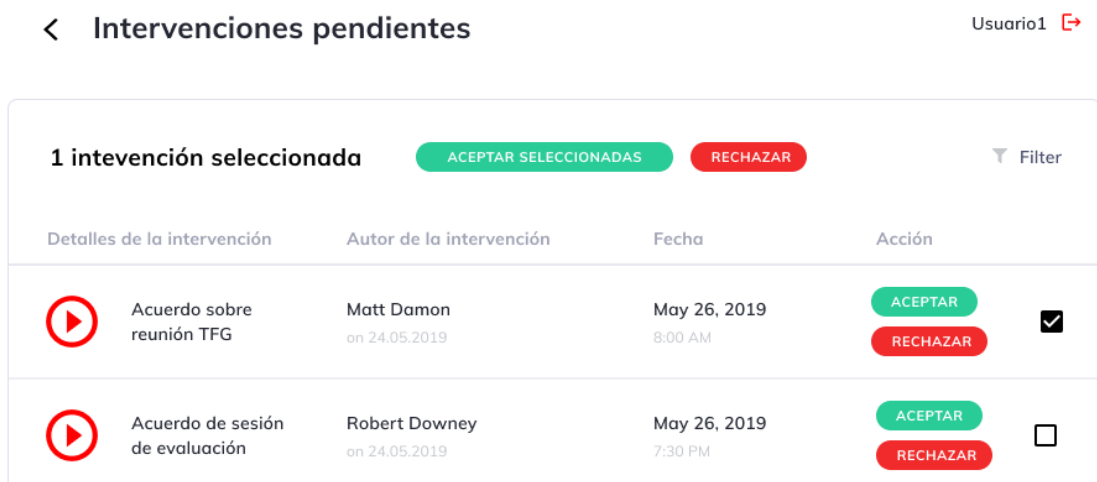 Intervenciones pendientes
Usuario1
1 intevención seleccionada
ACEPTAR SELECCIONADAS
RECHAZAR
Filter
Detalles de la intervención
Autor de la intervención
Fecha
Acción
Acuerdo sobre
reunión TFG
Matt Damon
on 24.05.2019
May 26, 2019
8:00 AM
ACEPTAR
RECHAZAR
Acuerdo de sesión
de evaluación
Robert Downey
on 24.05.2019
May 26, 2019
7:30 PM
ACEPTAR
RECHAZAR